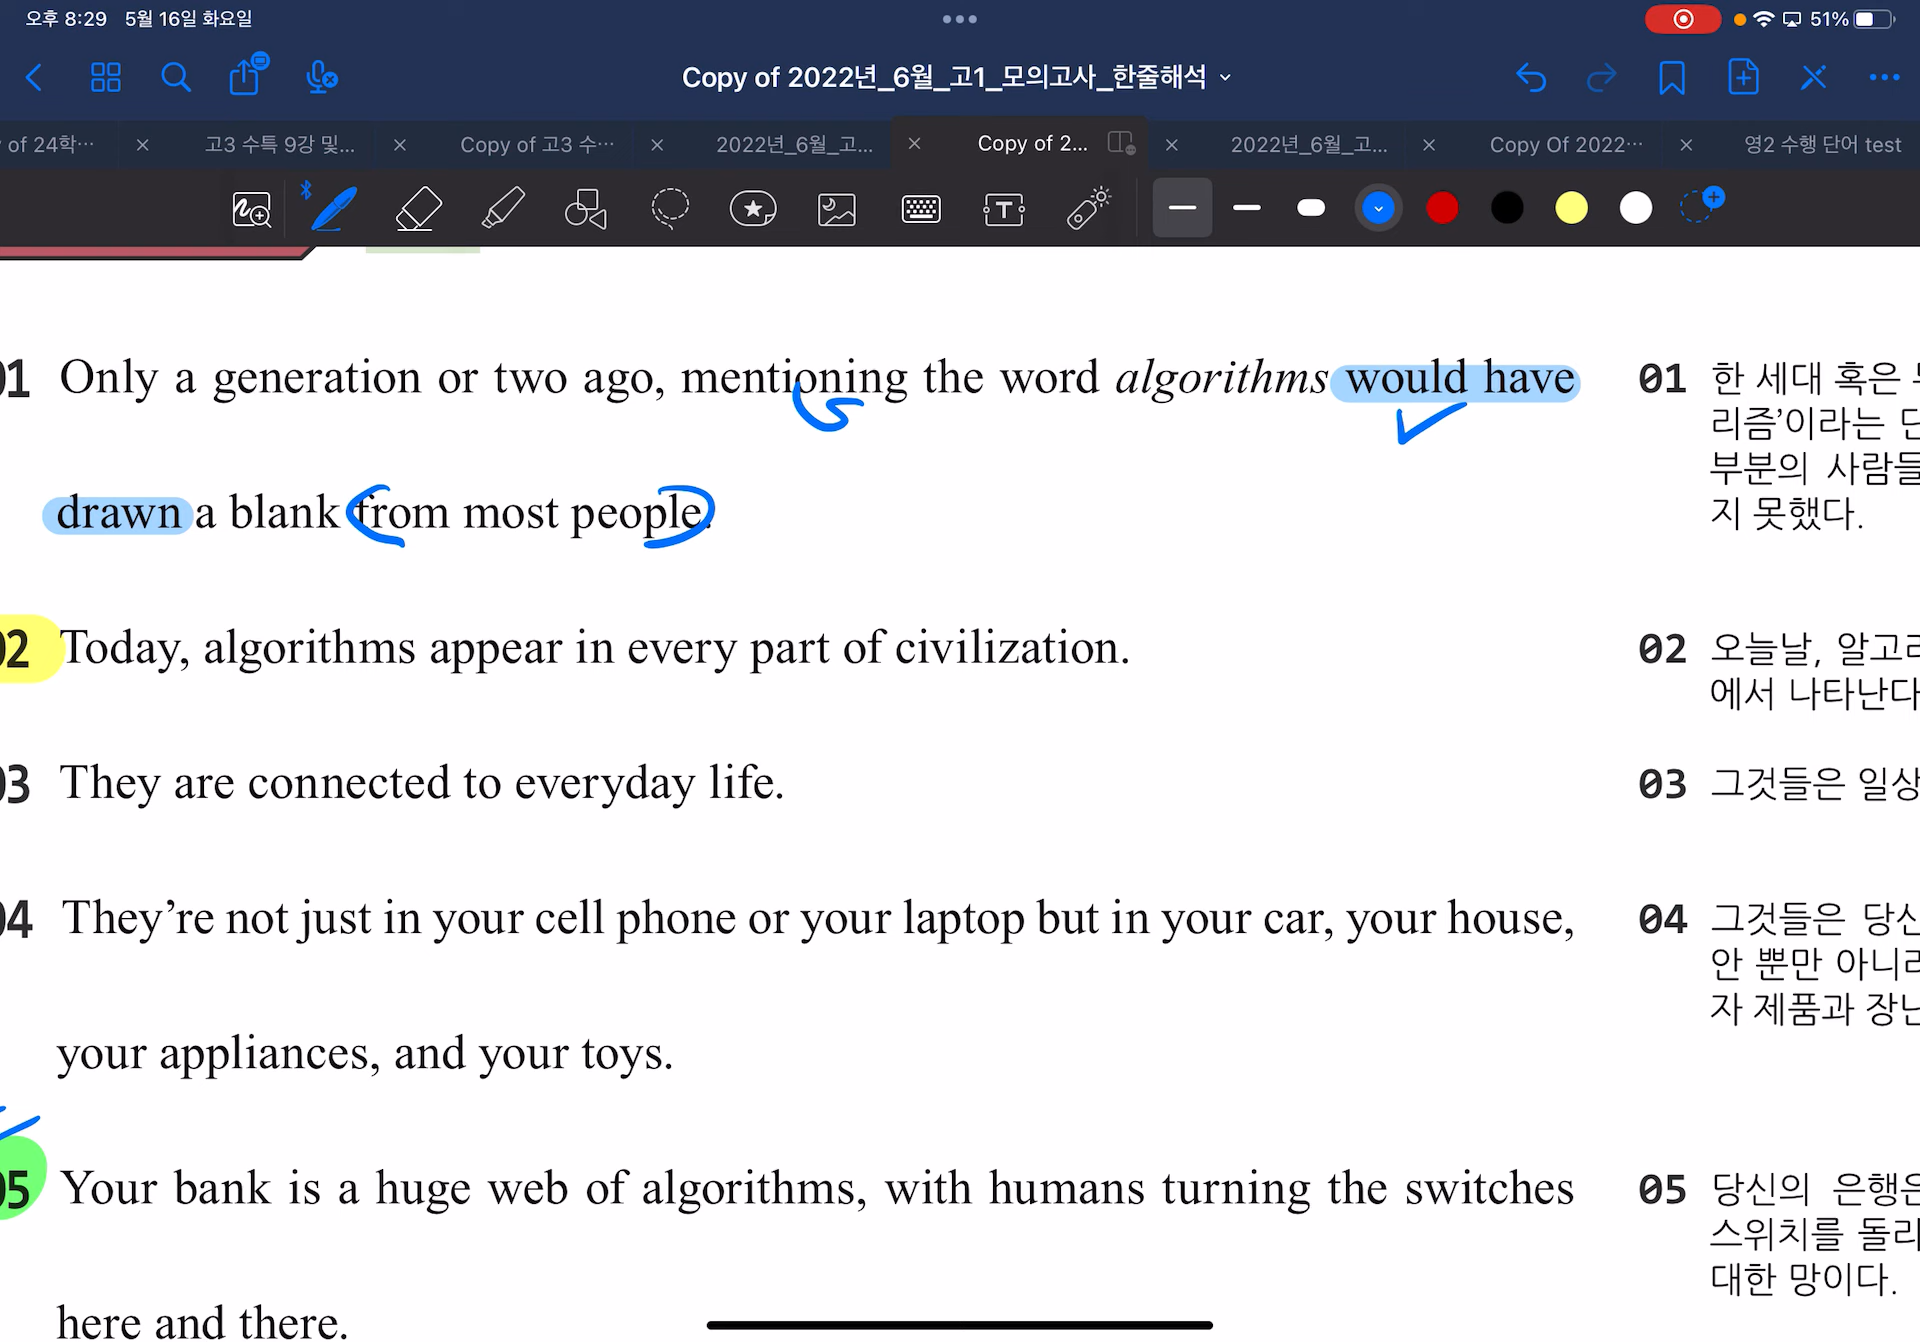 오후 8:29 5월 16일 화요일
51%
Copy of 2022년_6월_고1_모의고사_한줄해석
of 24학···
고3 수특 9강 및...
Copy of 고3 수···
2022년_6월_고...
Copy of 2...
2022년_6월_고...
Copy Of 2022···
영2 수행 단어 test
01 Only a generation or two ago, mentioning the word algorithms would have
drawn a blank from most people.
01 한 세대 혹은
리즘’이라는
부분의 사람들
지 못했다.
02 Today, algorithms appear in every part of civilization.
02 오늘날, 알고리
에서 나타난다
03 They are connected to everyday life.
03 그것들은 일상
04 They’re not just in your cell phone or your laptop but in your car, your house,
your appliances, and your toys.
04 그것들은 당신
안 뿐만 아니라
자 제품과 장난
05 Your bank is a huge web of algorithms, with humans turning the switches
here and there.
05 당신의 은행은
스위치를 돌리
대한 망이다.